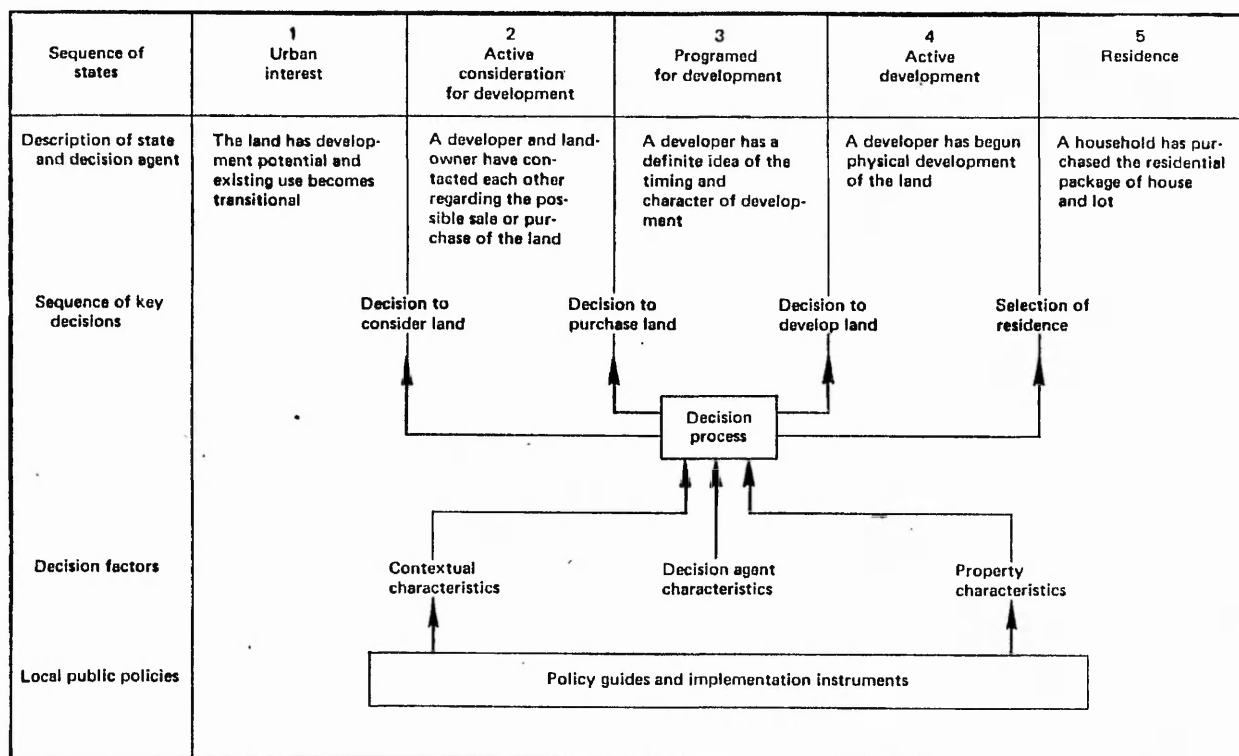 Sequence of
states
1
Urban
interest
2
Active
consideration
for development
3
Programed
for development
4
Active
development
5
Residence
Description of state
and decision agent
The land has develop-
ment potential and
existing use becomes
transitional
A developer and land-
owner have con-
tacted each other
regarding the pos-
sible sale or pur-
chase of the land
A developer has a
definite idea of the
timing and
character of develop-
ment
A developer has begun
physical development
of the land
A household has pur-
chased the residential
package of house
and lot
Sequence of key
decisions
Decision to
consider land
Decision to
purchase land
Decision to
develop land
Selection of
residence
Decision
process
Decision factors
Contextual
characteristics
Decision agent
characteristics
Property
characteristics
Local public policies
Policy guides and implementation instruments